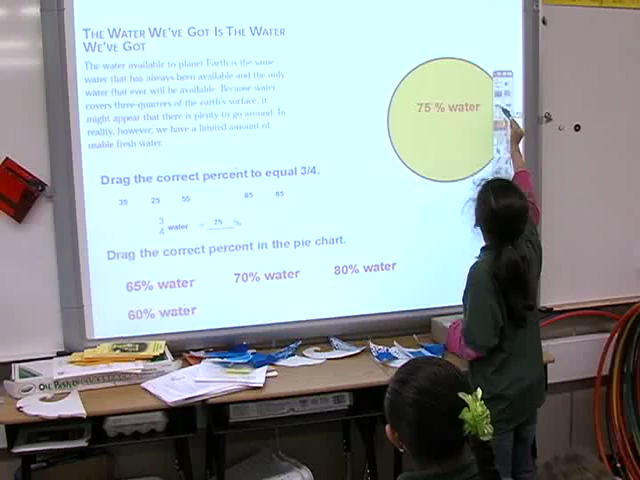 THE WATER WE'VE GOT IS THE WATER
WE'VE GOT
The water available to planet Earth is the same
water that has always been available and the only
water that ever will be available. Because water
covers three-quarters of the earth's surface, it
might appear that there is plenty to go around. In
reality, however, we have a limited amount of
usable fresh water.
75 % water
Drag the correct percent to equal 3/4.
35 25 55 85 65
3
4 water = 75 %
Drag the correct percent in the pie chart.
65% water 70% water 80% water
60% water
OIL PASTELS